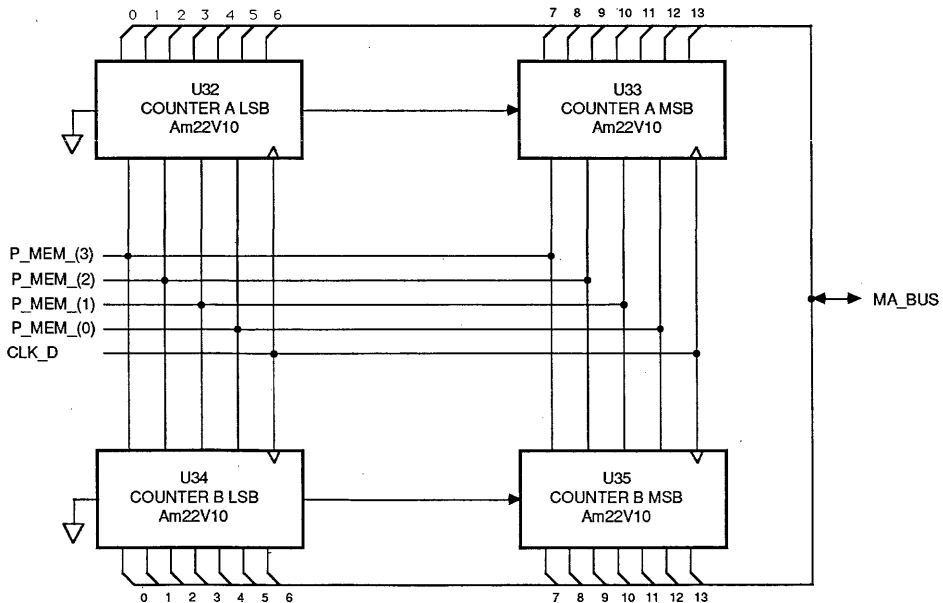 0 1 2 3 4 5 6 7 8 9 10 11 12 13
U32
COUNTER A LSB
Am22V10
U33
COUNTER A MSB
Am22V10
P_MEM_(3)
P_MEM_(2)
P_MEM_(1)
P_MEM_(0)
CLK_D
MA_BUS
U34
COUNTER B LSB
Am22V10
U35
COUNTER B MSB
Am22V10
0 1 2 3 4 5 6 7 8 9 10 11 12 13